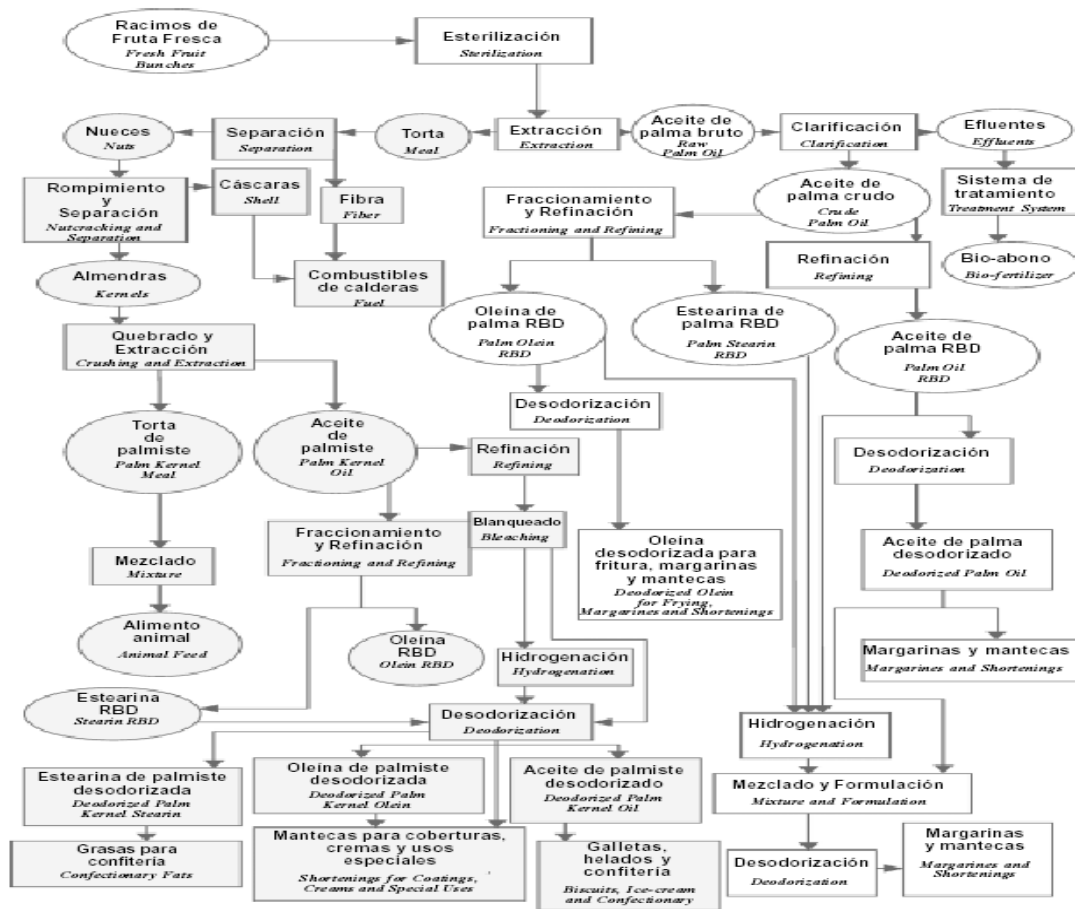 Racimos de
Fruta Fresca
Fresh Fruit
Bunches
Esterilización
Sterilization
Nueces
Nuts
Separación
Separation
Torta
Meal
Extracción
Extraction
Aceite de
palma bruto
Raw
Palm Oil
Clarificación
Clarification
Efluentes
Effluents
Rompimiento
y
Separación
Nutcracking and
Separation
Cáscaras
Shell
Fibra
Fiber
Fraccionamiento
y Refinación
Fractioning and Refining
Aceite de
palma crudo
Crude
Palm Oil
Sistema de
tratamiento
Treatment System
Almendras
Kernels
Combustibles
de calderas
Fuel
Refinación
Refining
Bio-abono
Bio-fertilizer
Oleína de
palma RBD
Palm Olein
RBD
Estearina de
palma RBD
Palm Stearin
RBD
Aceite de
palma RBD
Palm Oil
RBD
Quebrado y
Extracción
Crushing and Extraction
Desodorización
Deodorization
Torta
de
palmiste
Palm Kernel
Meal
Aceite
de
palmiste
Palm Kernel
Oil
Refinación
Refining
Desodorización
Deodorization
Fraccionamiento
y Refinación
Fractioning and Refining
Blanqueado
Bleaching
Oleína
desodorizada para
fritura, margarinas
y mantecas
Deodorized Olein
for Frying,
Margarines and Shortenings
Aceite de palma
desodorizado
Deodorized Palm Oil
Mezclado
Mixture
Alimento
animal
Animal Feed
Oleína
RBD
Olein RBD
Hidrogenación
Hydrogenation
Margarinas y mantecas
Margarines and Shortenings
Estearina
RBD
Stearin RBD
Desodorización
Deodorization
Hidrogenación
Hydrogenation
Estearina de palmiste
desodorizada
Deodorized Palm
Kernel Stearin
Oleína de palmiste
desodorizada
Deodorized Palm
Kernel Olein
Aceite de palmiste
desodorizado
Deodorized Palm
Kernel Oil
Mezclado y Formulación
Mixture and Formulation
Grasas para
confitería
Confectionary Fats
Mantecas para coberturas,
cremas y usos
especiales
Shortenings for Coatings,
Creams and Special Uses
Galletas,
helados y
confitería
Biscuits, Ice-cream
and Confectionary
Desodorización
Deodorization
Margarinas
y mantecas
Margarines and
Shortenings